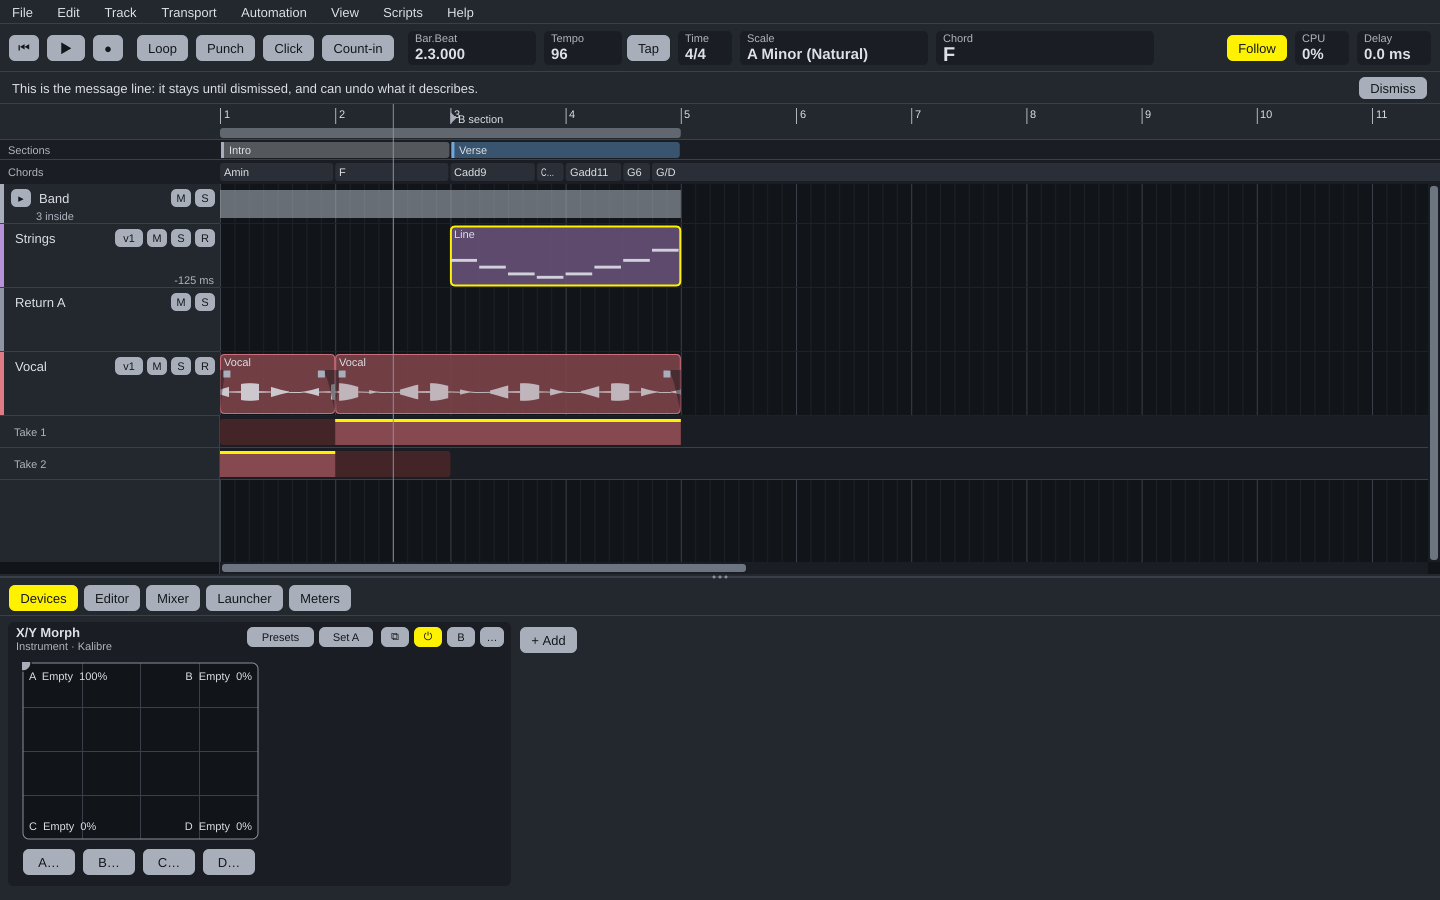 File Edit Track Transport Automation View Scripts Help
Loop Punch Click Count-in Bar.Beat 2.3.000 Tempo 96 Tap Time 4/4 Scale A Minor (Natural) Chord F Follow CPU 0% Delay 0.0 ms
This is the message line: it stays until dismissed, and can undo what it describes. Dismiss
1 2 3 B section 4 5 6 7 8 9 10 11
Sections Intro Verse
Chords Amin F Cadd9 C... Gadd11 G6 G/D
Band M S
3 inside
Strings v1 M S R Line
-125 ms
Return A M S
Vocal v1 M S R Vocal Vocal
Take 1
Take 2
Devices Editor Mixer Launcher Meters
X/Y Morph Presets Set A B ... + Add
Instrument · Kalibre
A Empty 100% B Empty 0%
C Empty 0% D Empty 0%
A... B... C... D...